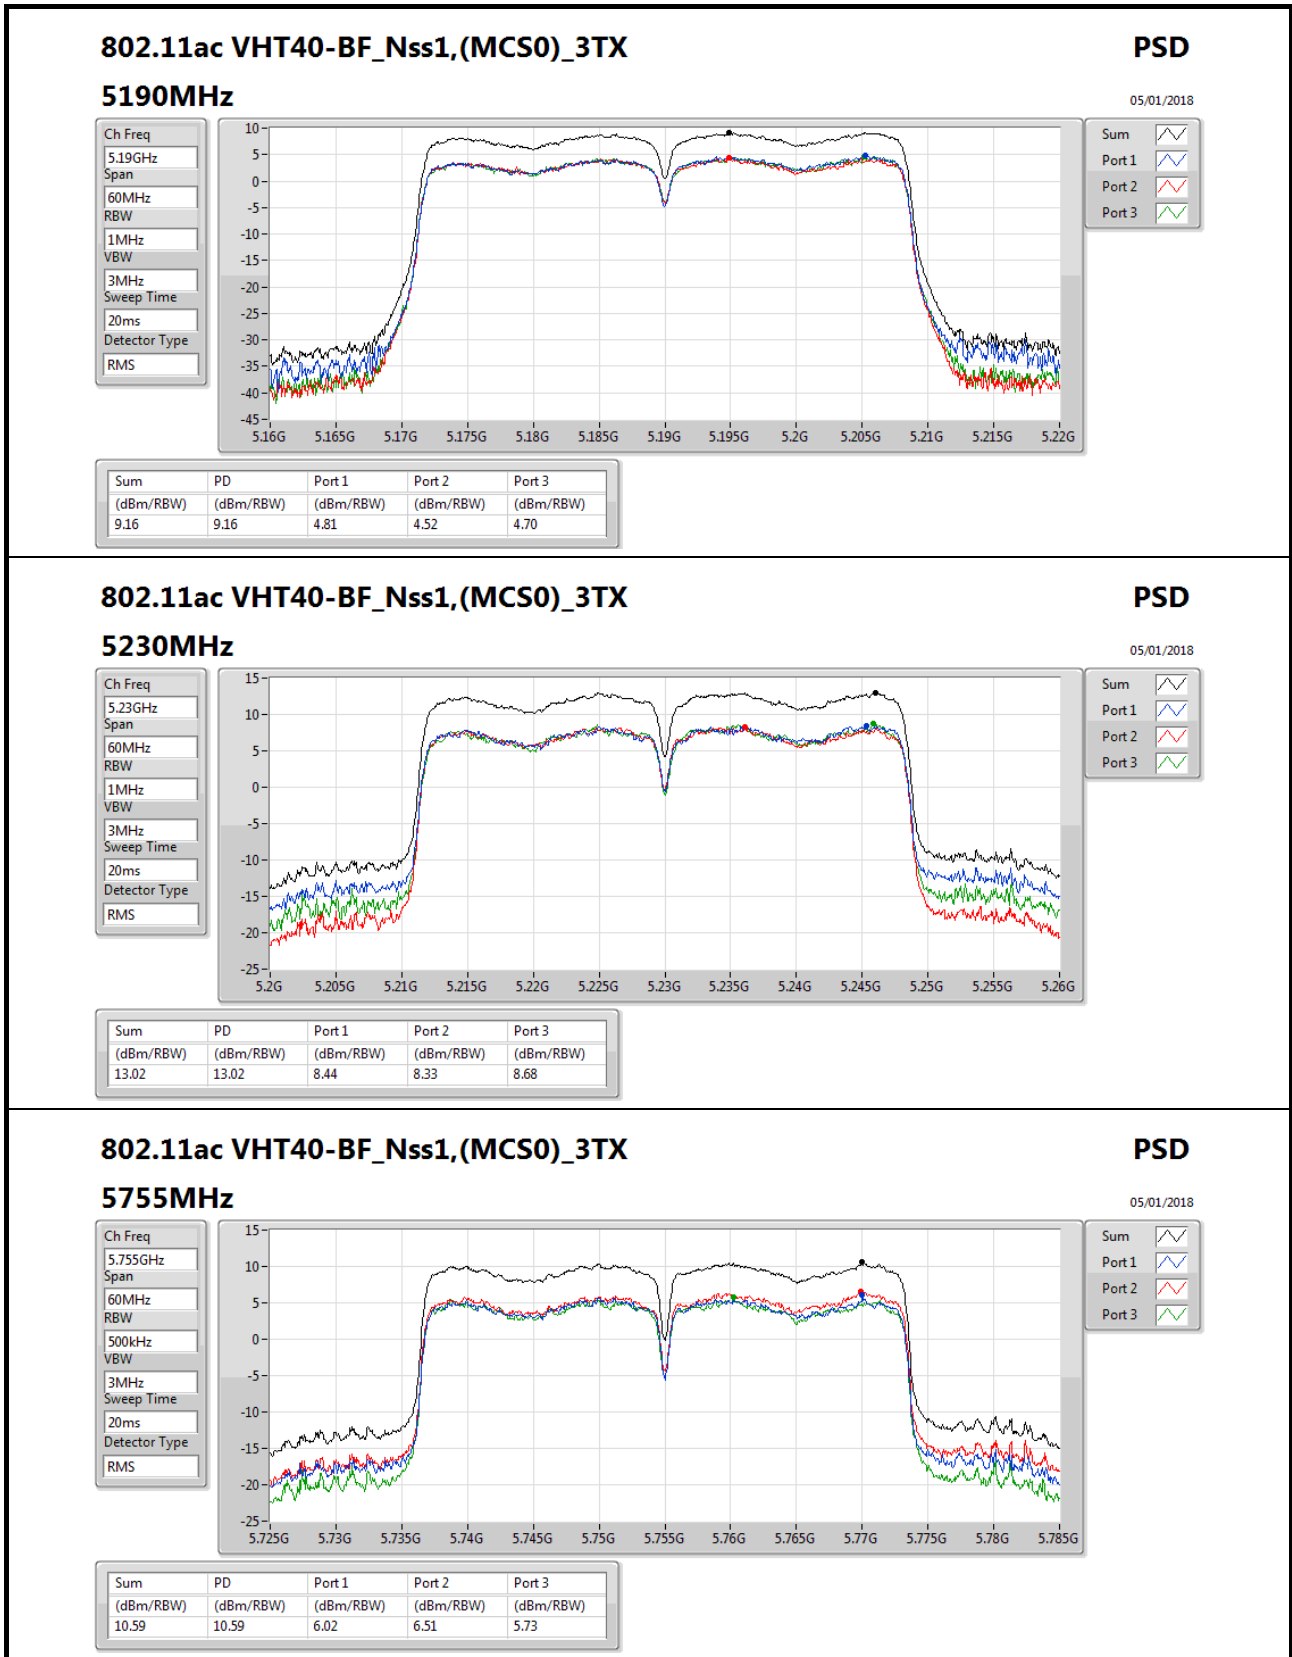 802.11ac VHT40-BF_Nss1,(MCS0)_3TX PSD
5190MHz 05/01/2018
Ch Freq
5.19GHz
Span
60MHz
RBW
1MHz
VBW
3MHz
Sweep Time
20ms
Detector Type
RMS
10
5
0
-5
-10
-15
-20
-25
-30
-35
-40
-45
5.16G 5.165G 5.17G 5.175G 5.18G 5.185G 5.19G 5.195G 5.2G 5.205G 5.21G 5.215G 5.22G
Sum
Port 1
Port 2
Port 3
Sum PD Port 1 Port 2 Port 3
(dBm/RBW) (dBm/RBW) (dBm/RBW) (dBm/RBW) (dBm/RBW)
9.16 9.16 4.81 4.52 4.70
802.11ac VHT40-BF_Nss1,(MCS0)_3TX PSD
5230MHz 05/01/2018
Ch Freq
5.23GHz
Span
60MHz
RBW
1MHz
VBW
3MHz
Sweep Time
20ms
Detector Type
RMS
15
10
5
0
-5
-10
-15
-20
-25
5.2G 5.205G 5.21G 5.215G 5.22G 5.225G 5.23G 5.235G 5.24G 5.245G 5.25G 5.255G 5.26G
Sum
Port 1
Port 2
Port 3
Sum PD Port 1 Port 2 Port 3
(dBm/RBW) (dBm/RBW) (dBm/RBW) (dBm/RBW) (dBm/RBW)
13.02 13.02 8.44 8.33 8.68
802.11ac VHT40-BF_Nss1,(MCS0)_3TX PSD
5755MHz 05/01/2018
Ch Freq
5.755GHz
Span
60MHz
RBW
500kHz
VBW
3MHz
Sweep Time
20ms
Detector Type
RMS
15
10
5
0
-5
-10
-15
-20
-25
5.725G 5.73G 5.735G 5.74G 5.745G 5.75G 5.755G 5.76G 5.765G 5.77G 5.775G 5.78G 5.785G
Sum
Port 1
Port 2
Port 3
Sum PD Port 1 Port 2 Port 3
(dBm/RBW) (dBm/RBW) (dBm/RBW) (dBm/RBW) (dBm/RBW)
10.59 10.59 6.02 6.51 5.73